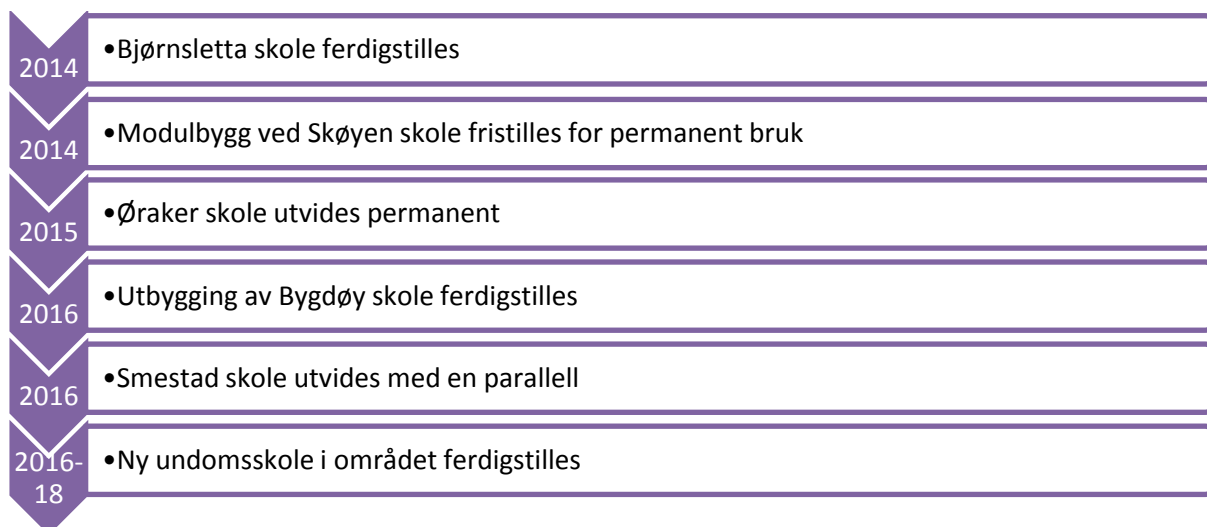 2014
•Bjørnsletta skole ferdigstilles
2014
•Modulbygg ved Skøyen skole fristilles for permanent bruk
2015
•Øraker skole utvides permanent
2016
•Utbygging av Bygdøy skole ferdigstilles
2016
•Smestad skole utvides med en parallell
2016-
18
•Ny undomsskole i området ferdigstilles